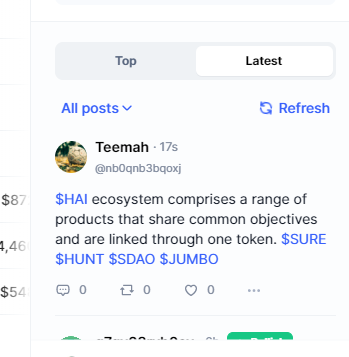 Top
Latest
All posts
Refresh
Teemah · 17s
@nb0qnb3bqoxj
$87
$HAI ecosystem comprises a range of
products that share common objectives
4,46
and are linked through one token. $SURE
$HUNT $SDAO $JUMBO
$54
0 0 0 ...